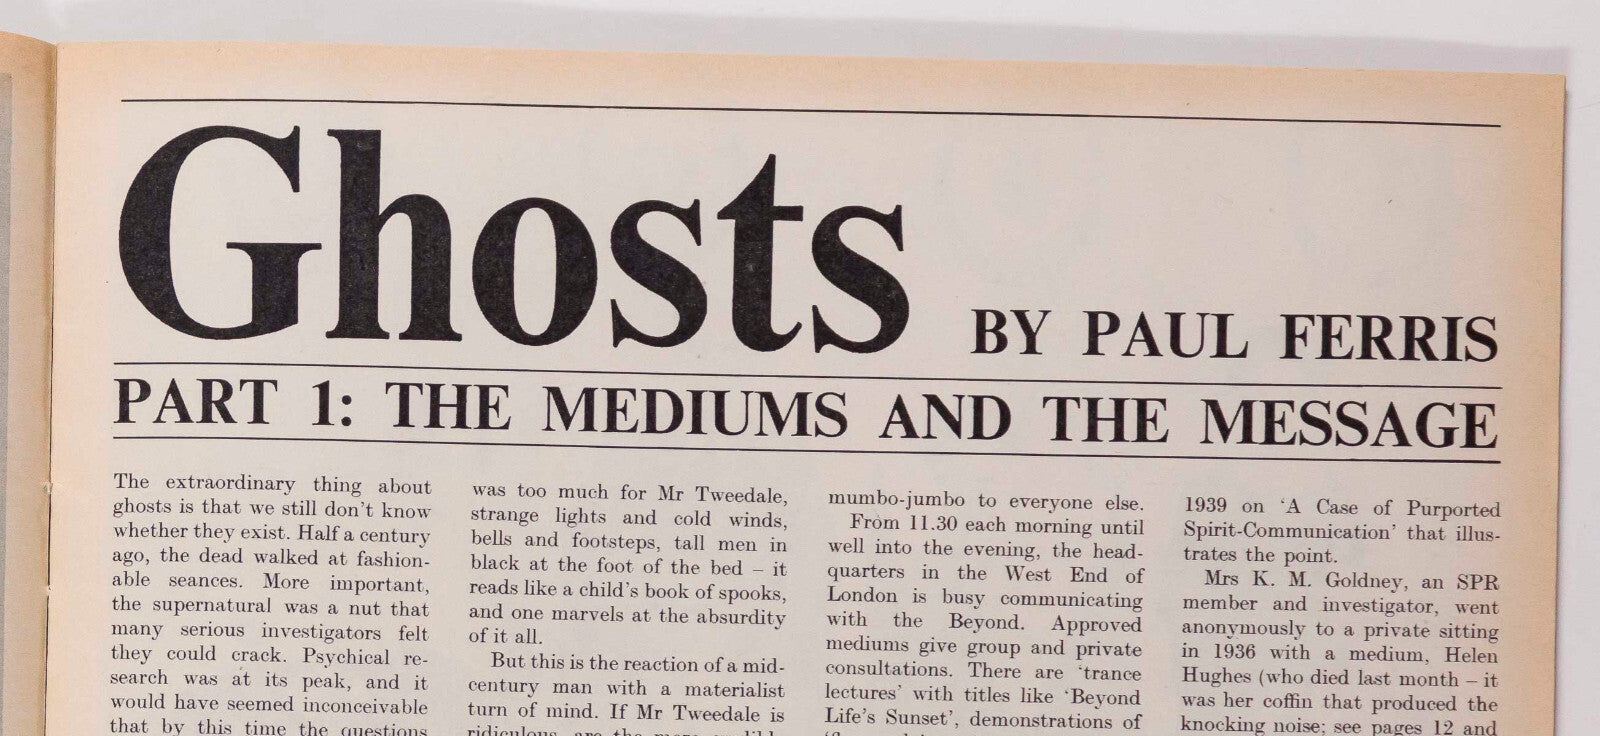 Ghosts BY PAUL FERRIS
PART 1: THE MEDIUMS AND THE MESSAGE
The extraordinary thing about
ghosts is that we still don't know
whether they exist. Half a century
ago, the dead walked at fashion-
able seances. More important,
the supernatural was a nut that
many serious investigators felt
they could crack. Psychical re-
search was at its peak, and it
would have seemed inconceivable
that by this time the questions
was too much for Mr Tweedale,
strange lights and cold winds,
bells and footsteps, tall men in
black at the foot of the bed – it
reads like a child's book of spooks,
and one marvels at the absurdity
of it all.
But this is the reaction of a mid-
century man with a materialist
turn of mind. If Mr Tweedale is
ridiculous, are the more
mumbo-jumbo to everyone else.
From 11.30 each morning until
well into the evening, the head-
quarters in the West End of
London is busy communicating
with the Beyond. Approved
mediums give group and private
consultations. There are 'trance
lectures' with titles like 'Beyond
Life's Sunset', demonstrations of
1939 on 'A Case of Purported
Spirit-Communication' that illus-
trates the point.
Mrs K. M. Goldney, an SPR
member and investigator, went
anonymously to a private sitting
in 1936 with a medium, Helen
Hughes (who died last month – it
was her coffin that produced the
knocking noise; see pages 12 and